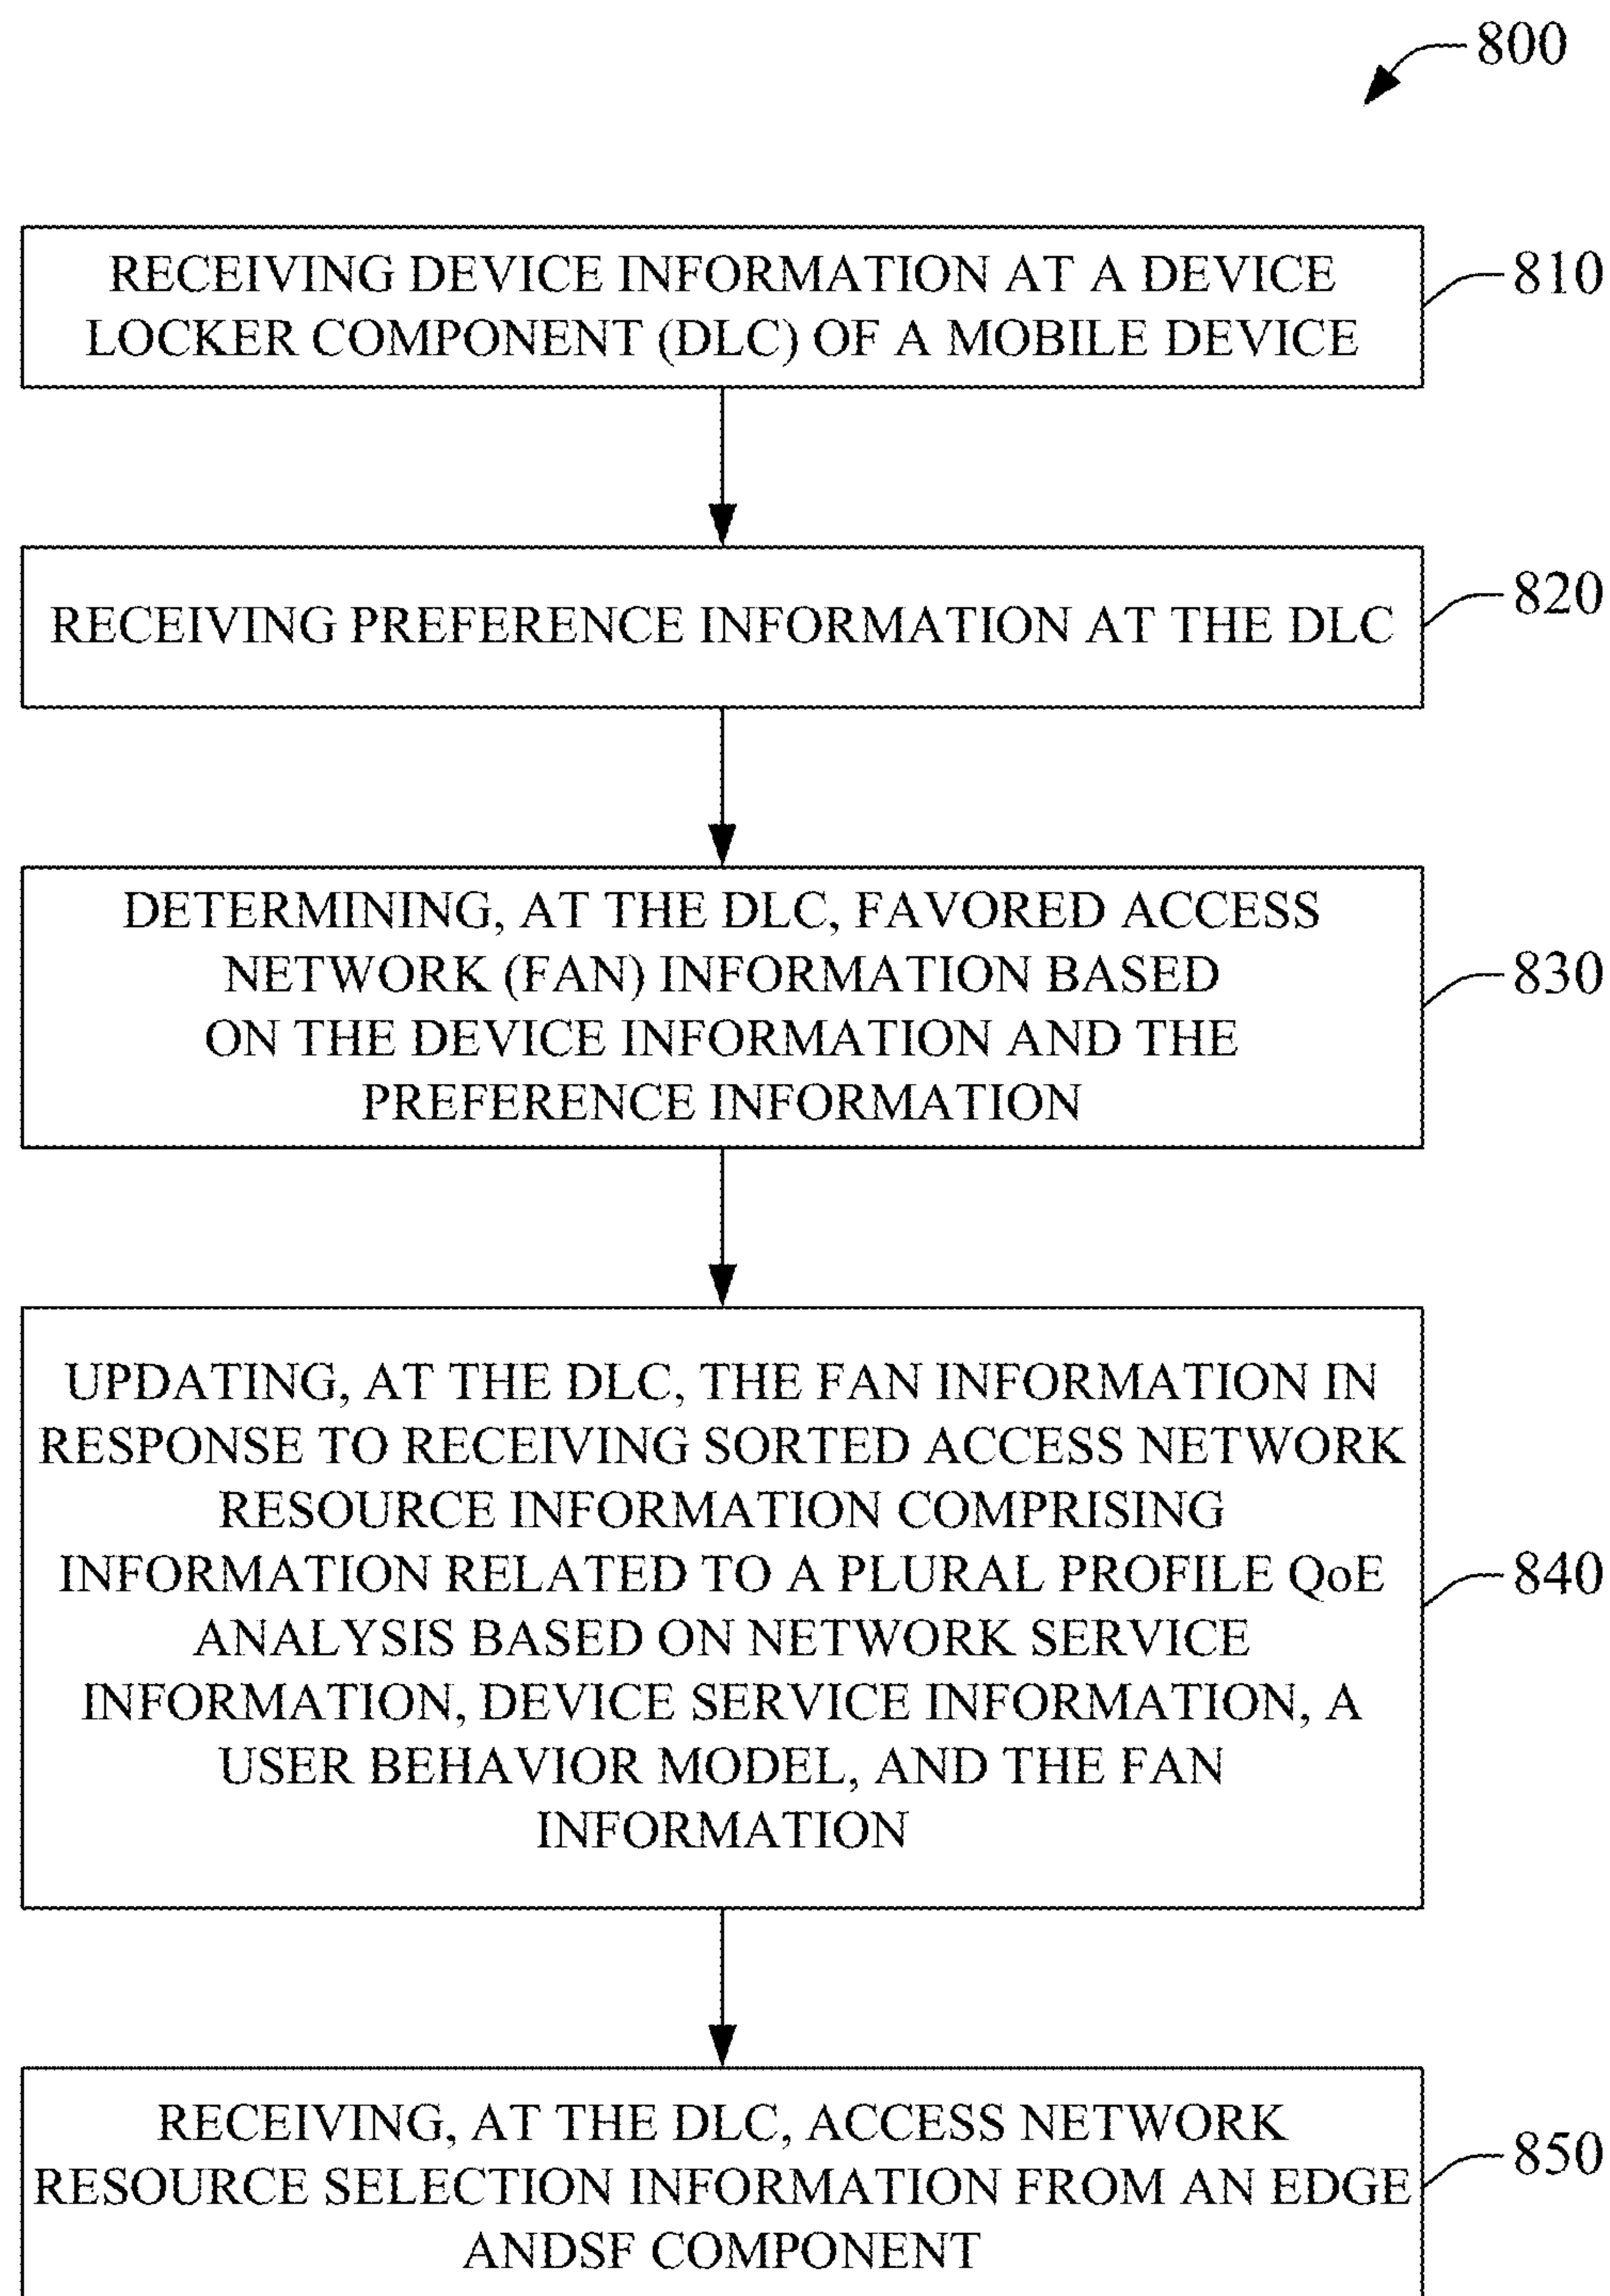 800
RECEIVING DEVICE INFORMATION AT A DEVICE
LOCKER COMPONENT (DLC) OF A MOBILE DEVICE
810
RECEIVING PREFERENCE INFORMATION AT THE DLC
820
DETERMINING, AT THE DLC, FAVORED ACCESS
NETWORK (FAN) INFORMATION BASED
ON THE DEVICE INFORMATION AND THE
PREFERENCE INFORMATION
830
UPDATING, AT THE DLC, THE FAN INFORMATION IN
RESPONSE TO RECEIVING SORTED ACCESS NETWORK
RESOURCE INFORMATION COMPRISING
INFORMATION RELATED TO A PLURAL PROFILE QoE
ANALYSIS BASED ON NETWORK SERVICE
INFORMATION, DEVICE SERVICE INFORMATION, A
USER BEHAVIOR MODEL, AND THE FAN
INFORMATION
840
RECEIVING, AT THE DLC, ACCESS NETWORK
RESOURCE SELECTION INFORMATION FROM AN EDGE
ANDSF COMPONENT
850